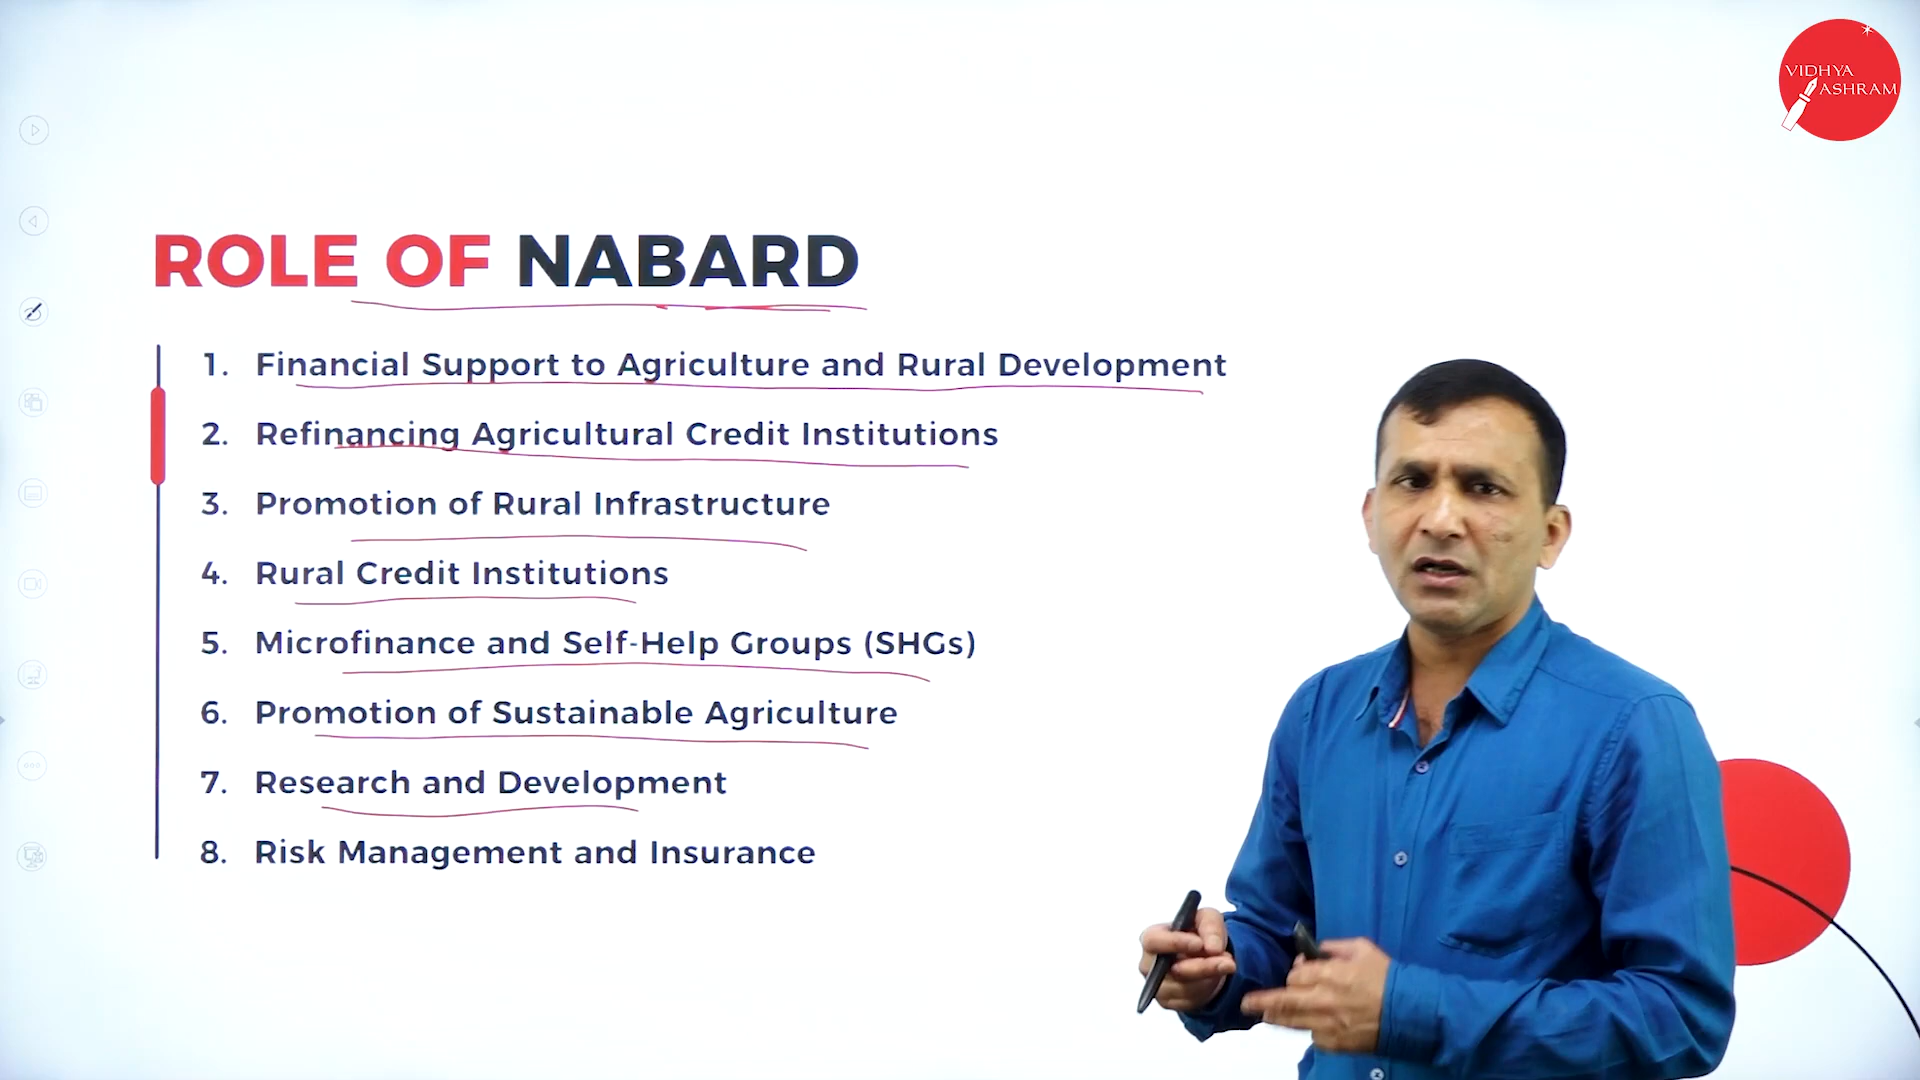 VIDHYA
ASHRAM
ROLE OF NABARD
1. Financial Support to Agriculture and Rural Development
2. Refinancing Agricultural Credit Institutions
3. Promotion of Rural Infrastructure
4. Rural Credit Institutions
5. Microfinance and Self-Help Groups (SHGs)
6. Promotion of Sustainable Agriculture
7. Research and Development
8. Risk Management and Insurance